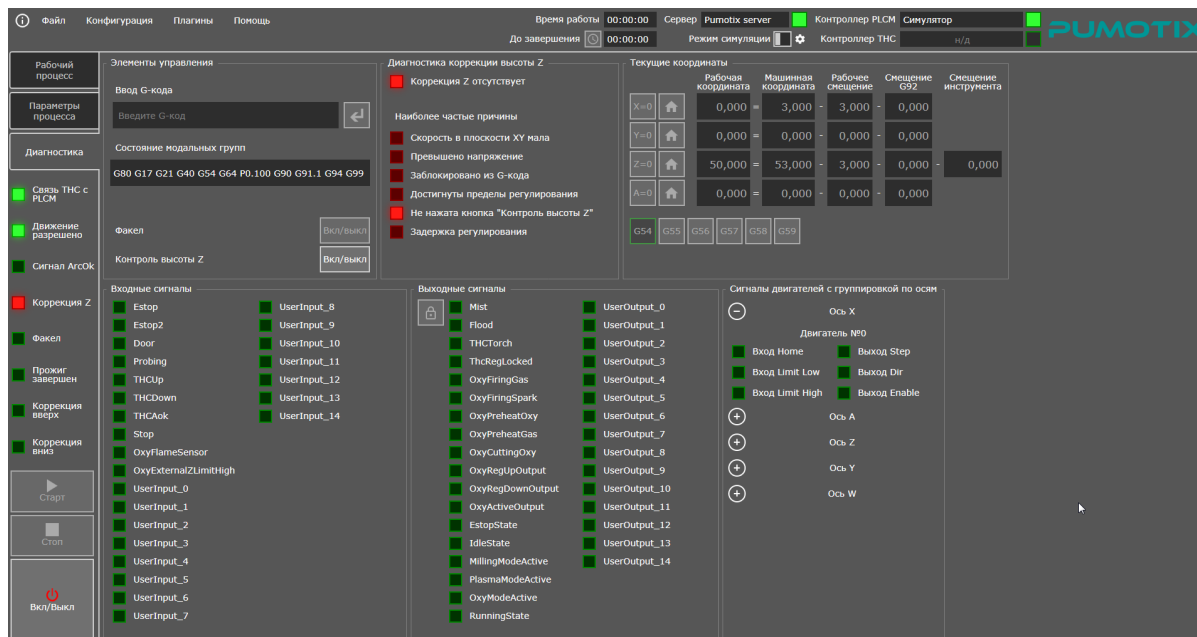 Файл Конфигурация Плагины Помощь
Время работы 00:00:00 Сервер Pumotix server Контроллер PLCM Симулятор
До завершения 00:00:00 Режим симуляции Контроллер THC н/д
PUMOTIX
Рабочий
процесс
Параметры
процесса
Диагностика
Связь THC с
PLCM
Движение
разрешено
Сигнал ArcOk
Коррекция Z
Факел
Прожиг
завершен
Коррекция
вверх
Коррекция
вниз
Старт
Стоп
Вкл/Выкл
Элементы управления
Ввод G-кода
Введите G-код
Состояние модальных групп
G80 G17 G21 G40 G54 G64 P0.100 G90 G91.1 G94 G99
Факел Вкл/выкл
Контроль высоты Z Вкл/выкл
Диагностика коррекции высоты Z
Коррекция Z отсутствует
Наиболее частые причины
Скорость в плоскости XY мала
Превышено напряжение
Заблокировано из G-кода
Достигнуты пределы регулирования
Не нажата кнопка "Контроль высоты Z"
Задержка регулирования
Текущие координаты
Рабочая Машинная Рабочее Смещение Смещение
координата координата смещение G92 инструмента
X=0 0,000 = 3,000 - 3,000 - 0,000
Y=0 0,000 = 0,000 - 0,000 - 0,000
Z=0 50,000 = 53,000 - 3,000 - 0,000 - 0,000
A=0 0,000 = 0,000 - 0,000 - 0,000
G54 G55 G56 G57 G58 G59
Входные сигналы
Estop UserInput_8
Estop2 UserInput_9
Door UserInput_10
Probing UserInput_11
THCUp UserInput_12
THCDown UserInput_13
THCAok UserInput_14
Stop
OxyFlameSensor
OxyExternalZLimitHigh
UserInput_0
UserInput_1
UserInput_2
UserInput_3
UserInput_4
UserInput_5
UserInput_6
UserInput_7
Выходные сигналы
Mist UserOutput_0
Flood UserOutput_1
THCTorch UserOutput_2
ThcRegLocked UserOutput_3
OxyFiringGas UserOutput_4
OxyFiringSpark UserOutput_5
OxyPreheatOxy UserOutput_6
OxyPreheatGas UserOutput_7
OxyCuttingOxy UserOutput_8
OxyRegUpOutput UserOutput_9
OxyRegDownOutput UserOutput_10
OxyActiveOutput UserOutput_11
EstopState UserOutput_12
IdleState UserOutput_13
MillingModeActive UserOutput_14
PlasmaModeActive
OxyModeActive
RunningState
Сигналы двигателей с группировкой по осям
Ось X
Двигатель №0
Вход Home Выход Step
Вход Limit Low Выход Dir
Вход Limit High Выход Enable
Ось A
Ось Z
Ось Y
Ось W